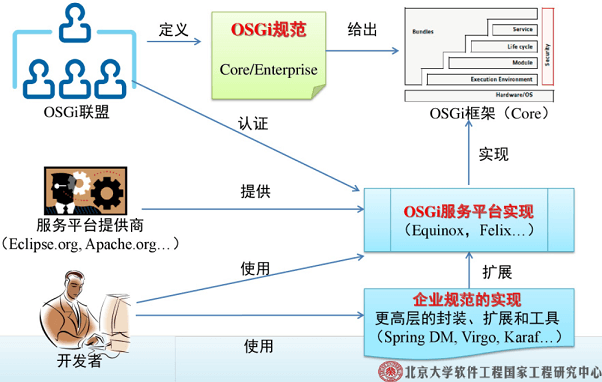 定义
OSGi规范
Core/Enterprise
给出
Bundles
Service
Life cycle
Module
Execution Environment
Security
Hardware/OS
OSGi联盟
OSGi框架（Core）
认证
实现
提供
服务平台提供商
（Eclipse.org, Apache.org…）
OSGi服务平台实现
（Equinox，Felix…）
使用
扩展
企业规范的实现
更高层的封装、扩展和工具
（Spring DM, Virgo, Karaf…）
开发者
使用
北京大学软件工程国家工程研究中心